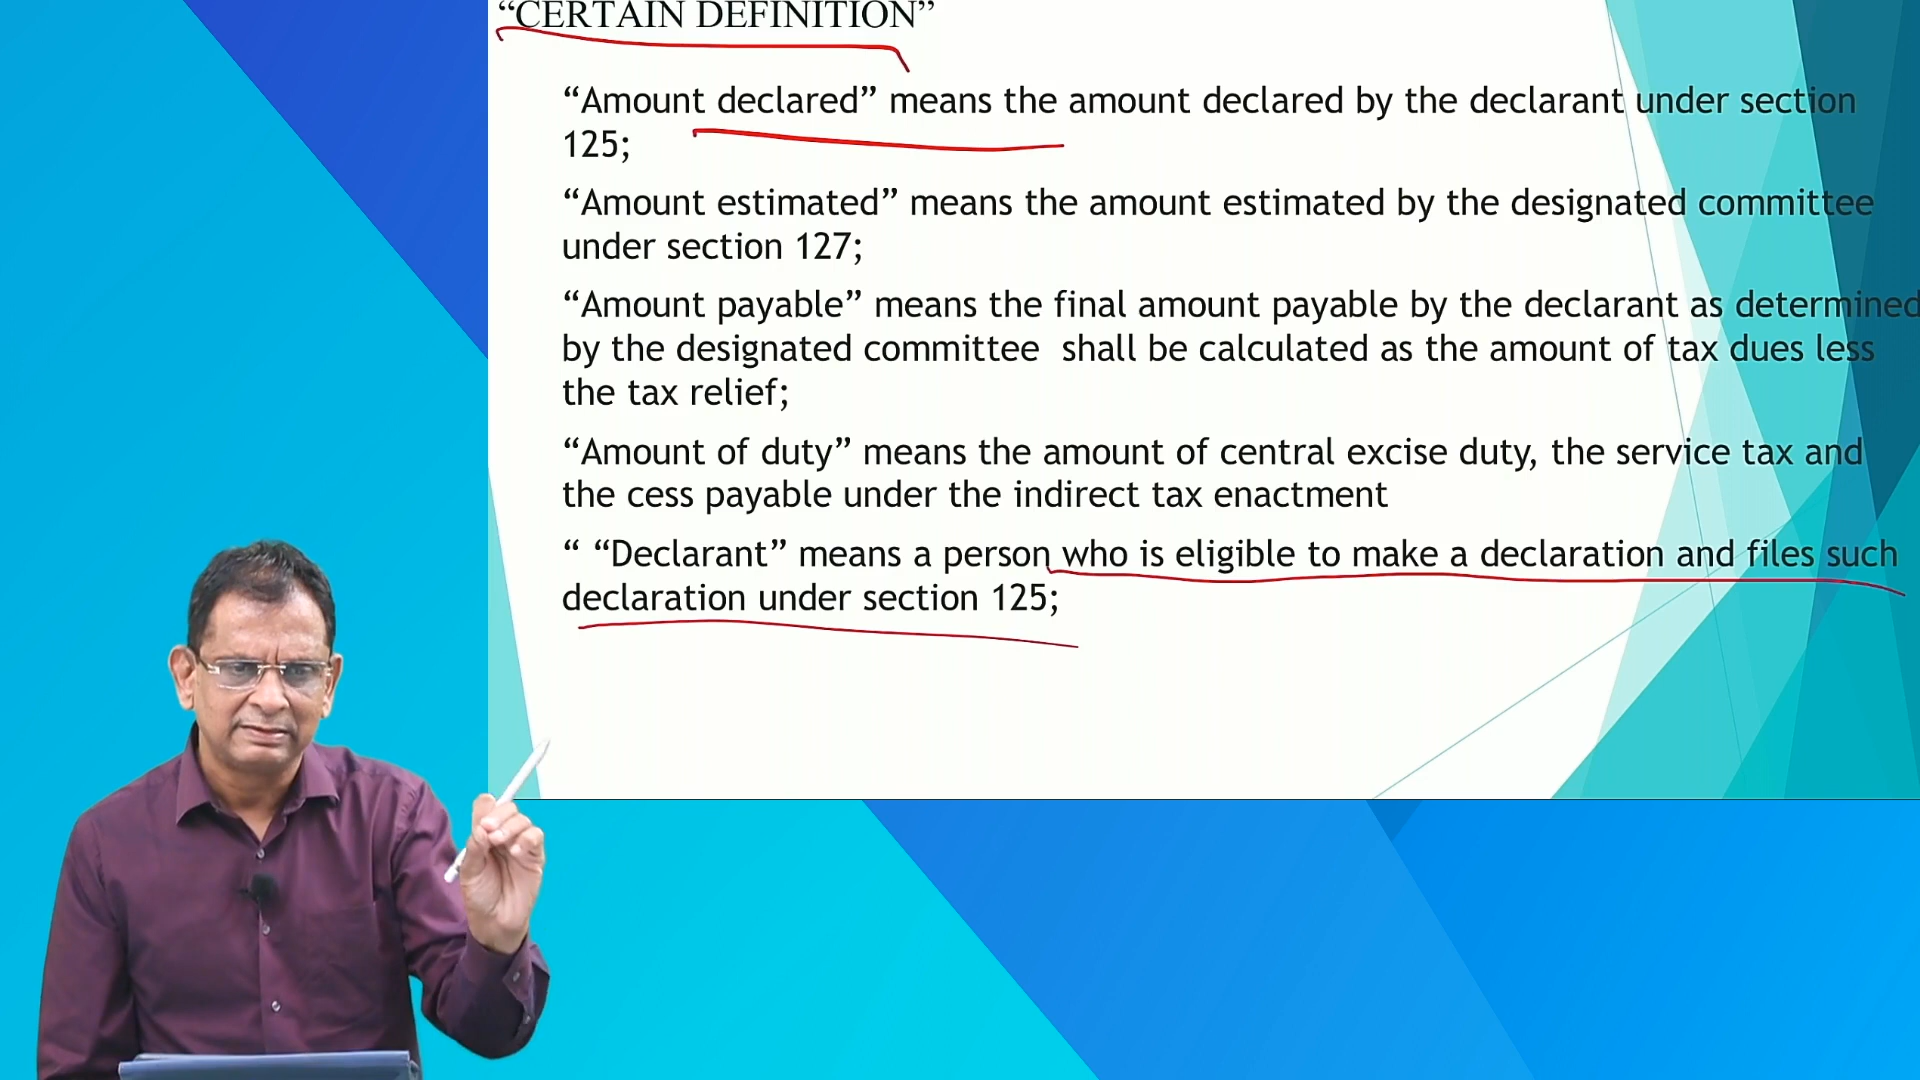 “CERTAIN DEFINITION”
“Amount declared” means the amount declared by the declarant under section
125;
“Amount estimated” means the amount estimated by the designated committee
under section 127;
“Amount payable” means the final amount payable by the declarant as determined
by the designated committee shall be calculated as the amount of tax dues less
the tax relief;
“Amount of duty” means the amount of central excise duty, the service tax and
the cess payable under the indirect tax enactment
“ “Declarant” means a person who is eligible to make a declaration and files such
declaration under section 125;